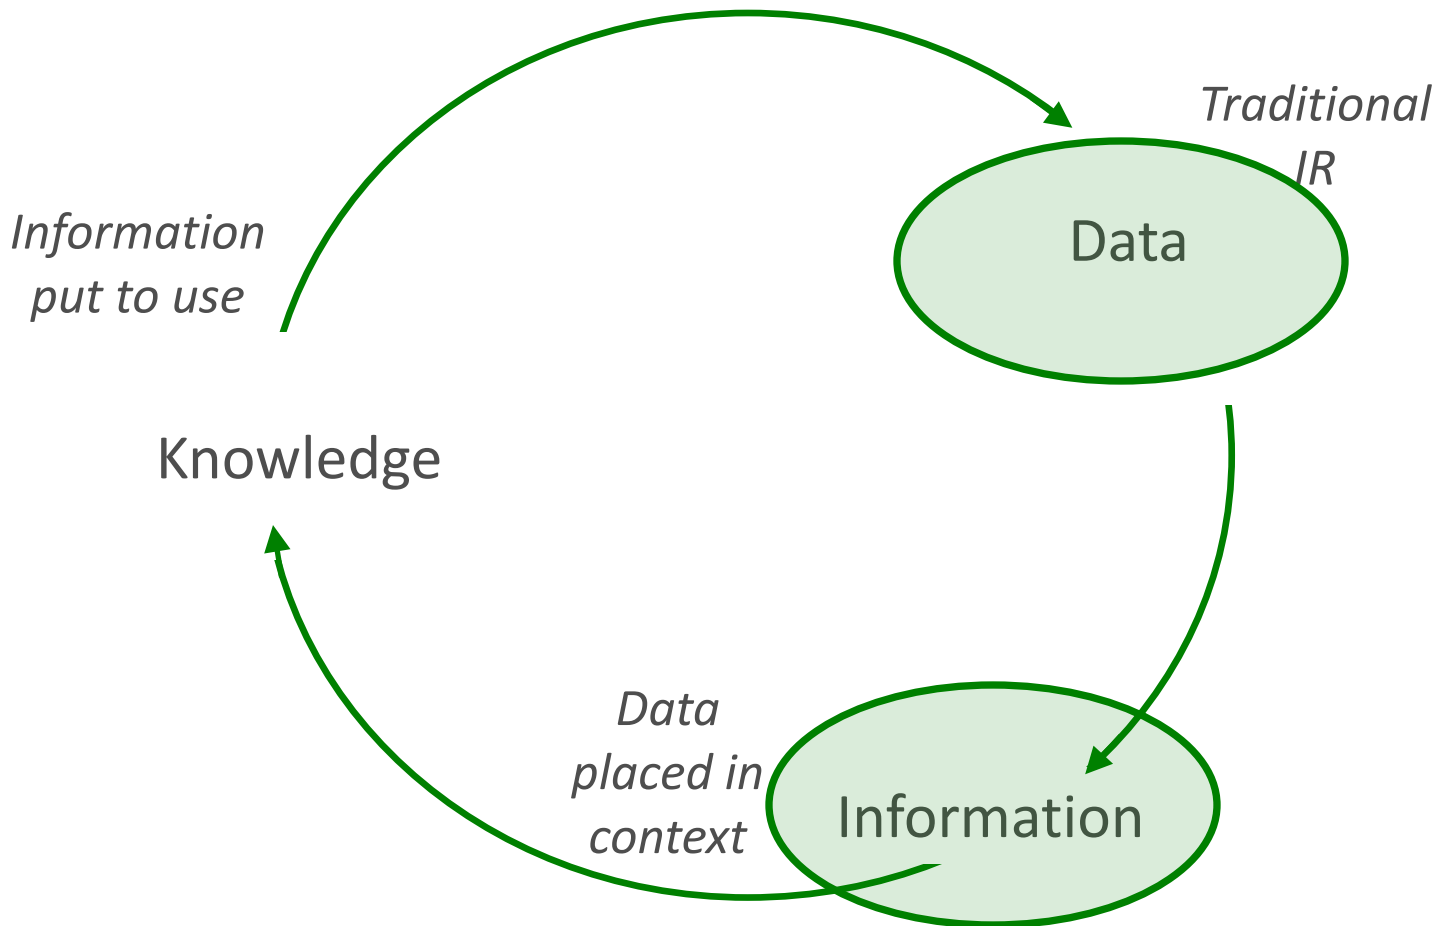 Traditional
IR
Data
Information
put to use
Knowledge
Data
placed in
context
Information